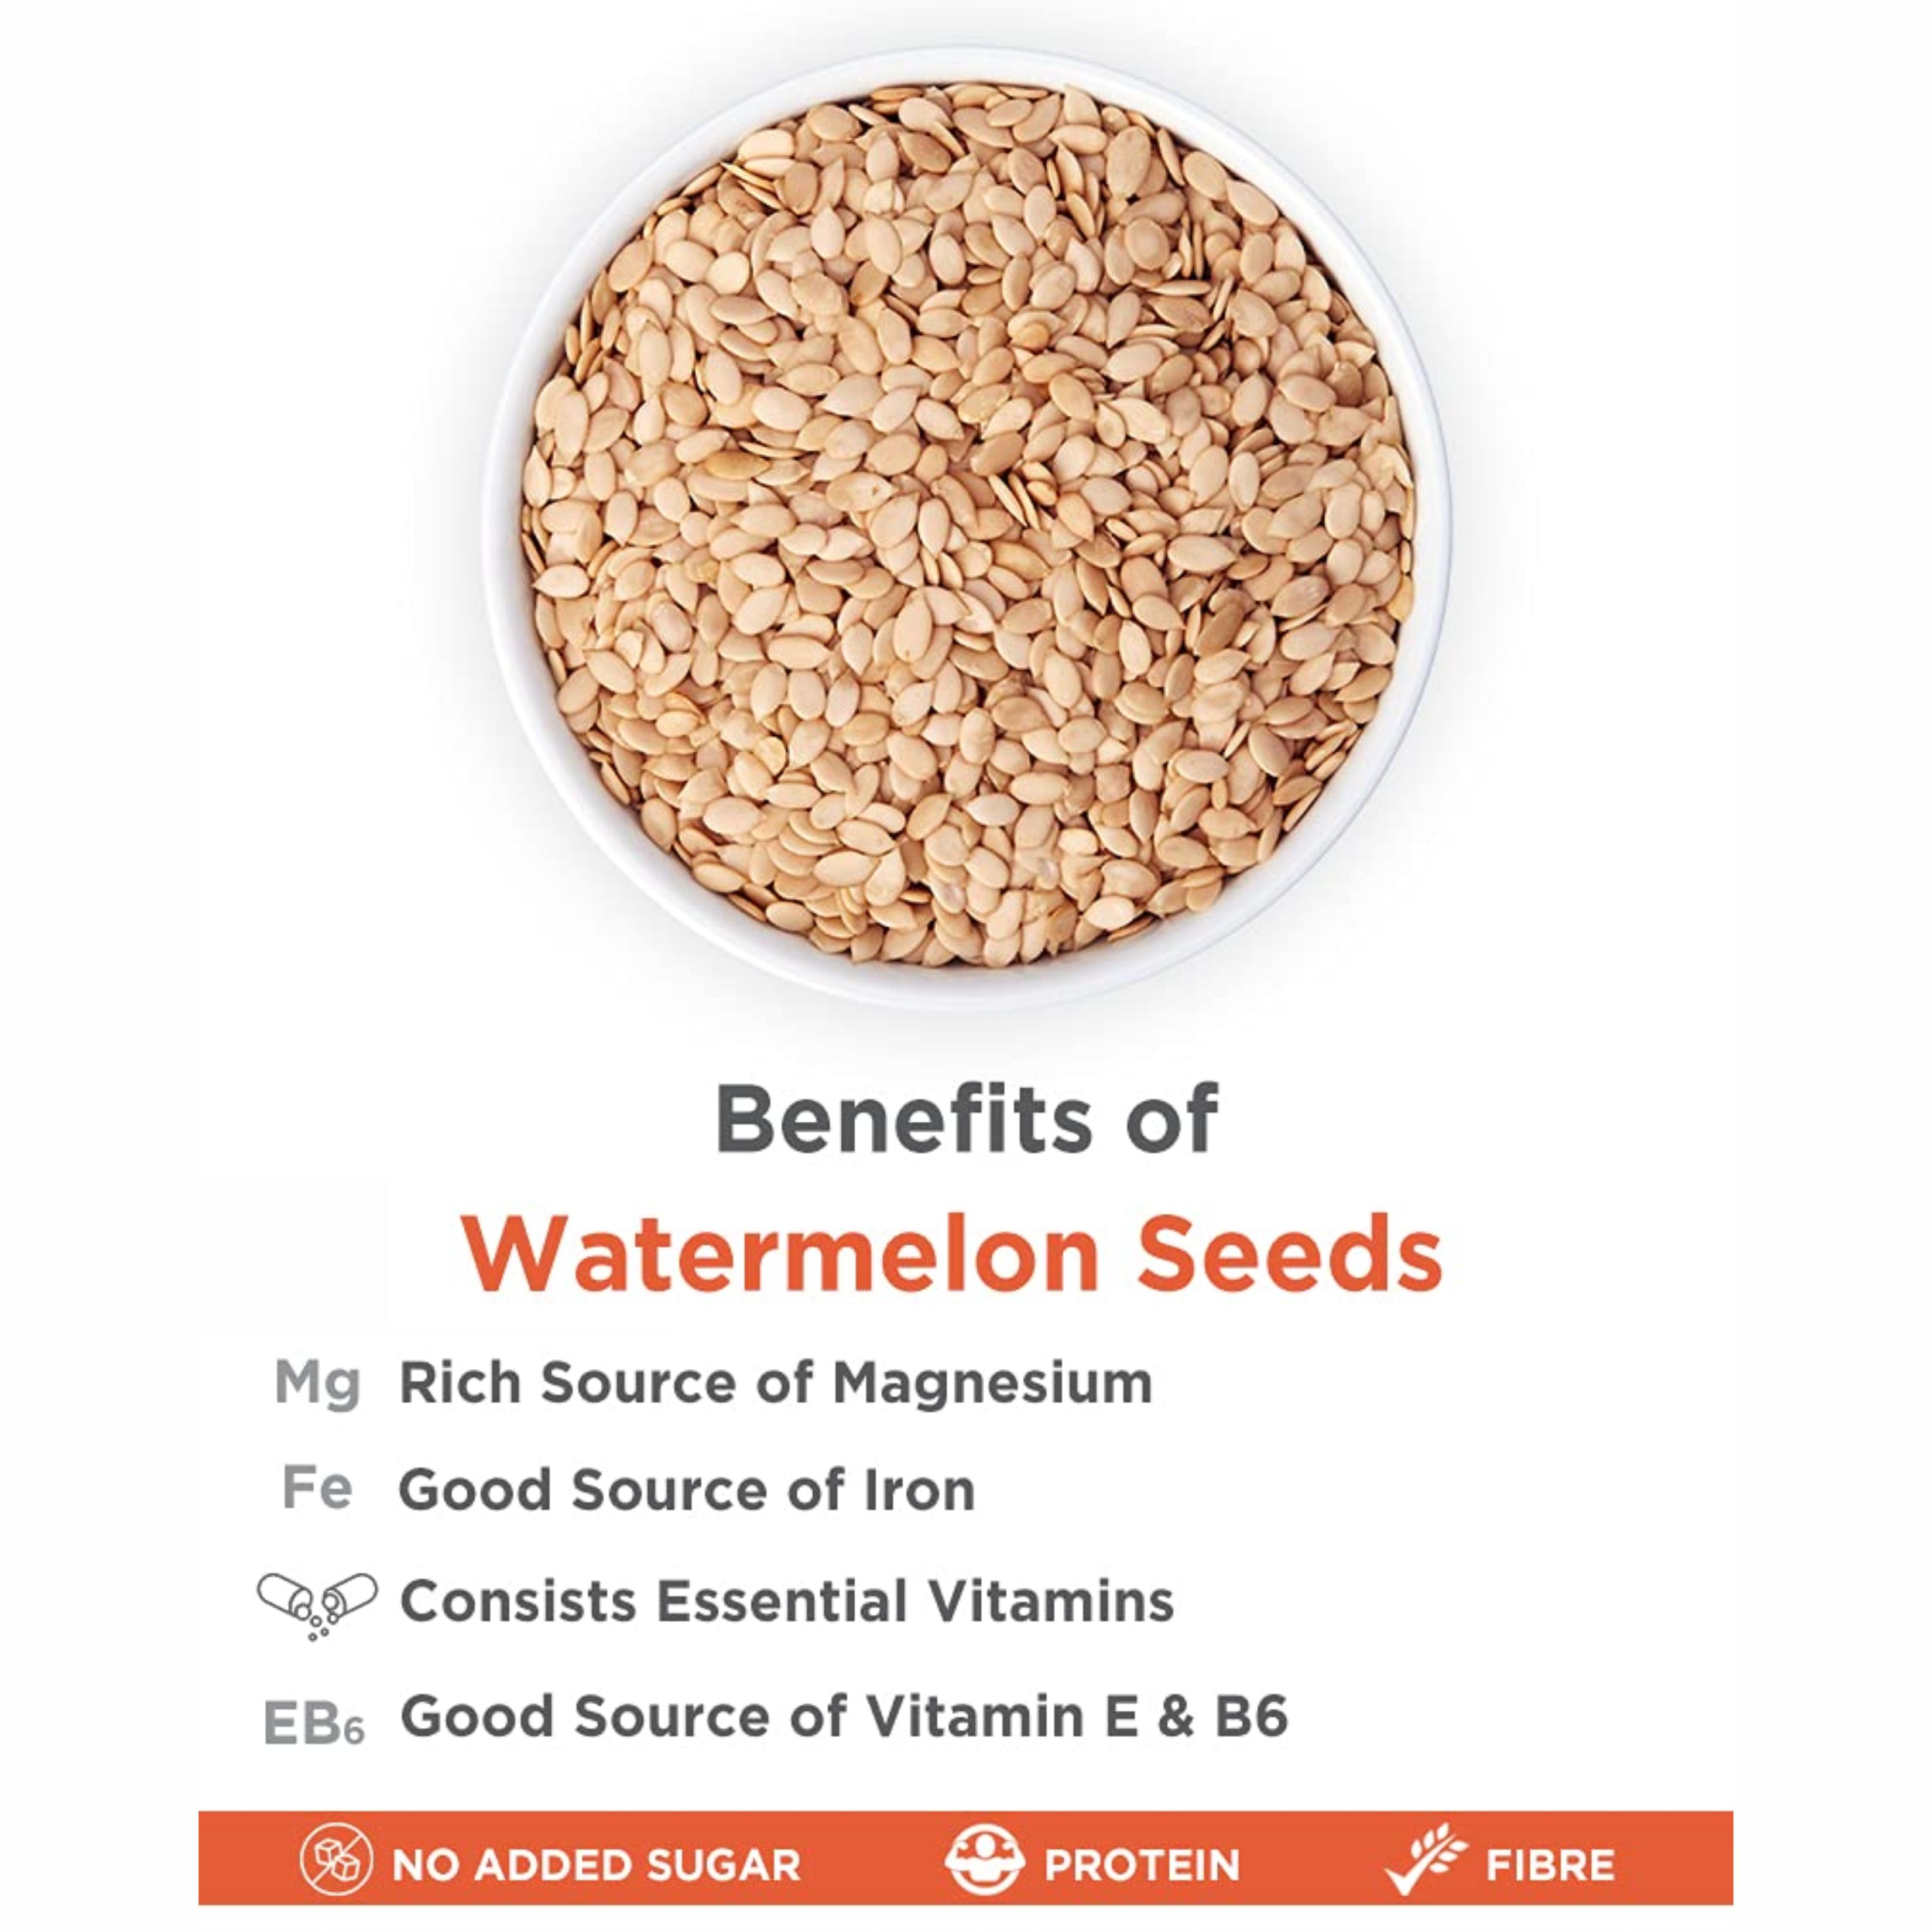 Benefits of
Watermelon Seeds
Mg Rich Source of Magnesium
Fe Good Source of Iron
Consists Essential Vitamins
EB6 Good Source of Vitamin E & B6
NO ADDED SUGAR PROTEIN FIBRE